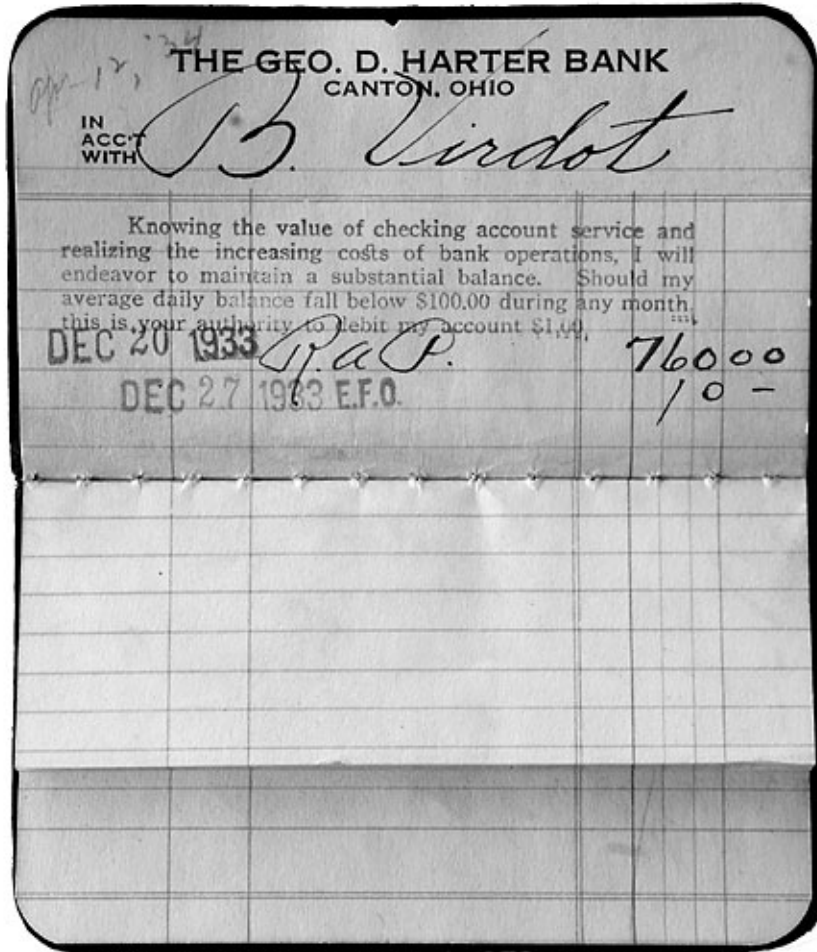 apr-12, '34
THE GEO. D. HARTER BANK
CANTON, OHIO
IN
ACC'T
WITH
B. Virdot
Knowing the value of checking account service and
realizing the increasing costs of bank operations, I will
endeavor to maintain a substantial balance. Should my
average daily balance fall below $100.00 during any month,
this is your authority to debit my account $1.00.
DEC 20 1933 R.a P. 760 00
DEC 27 1933 E.F.O. 10 –